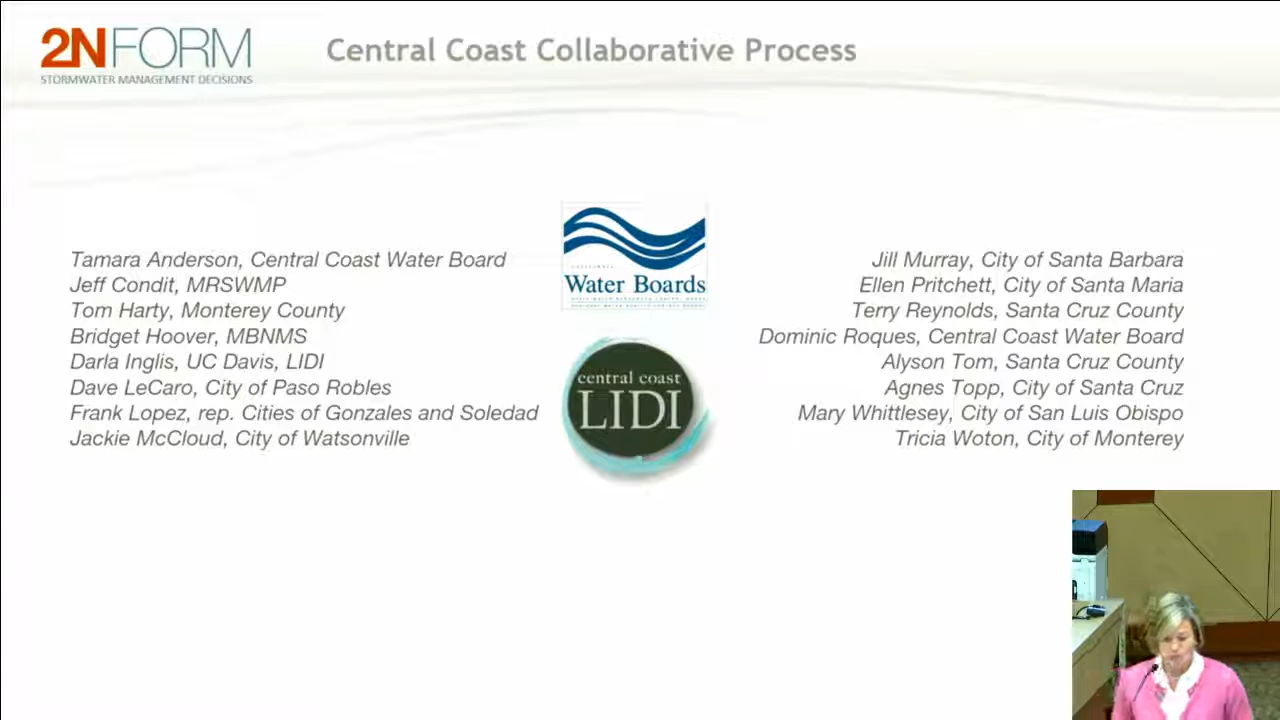 2NFORM
STORMWATER MANAGEMENT DECISIONS
Central Coast Collaborative Process
Tamara Anderson, Central Coast Water Board
Jeff Condit, MRSWMP
Tom Harty, Monterey County
Bridget Hoover, MBNMS
Darla Inglis, UC Davis, LIDI
Dave LeCaro, City of Paso Robles
Frank Lopez, rep. Cities of Gonzales and Soledad
Jackie McCloud, City of Watsonville
CALIFORNIA
Water Boards
central coast
LIDI
Jill Murray, City of Santa Barbara
Ellen Pritchett, City of Santa Maria
Terry Reynolds, Santa Cruz County
Dominic Roques, Central Coast Water Board
Alyson Tom, Santa Cruz County
Agnes Topp, City of Santa Cruz
Mary Whittlesey, City of San Luis Obispo
Tricia Woton, City of Monterey